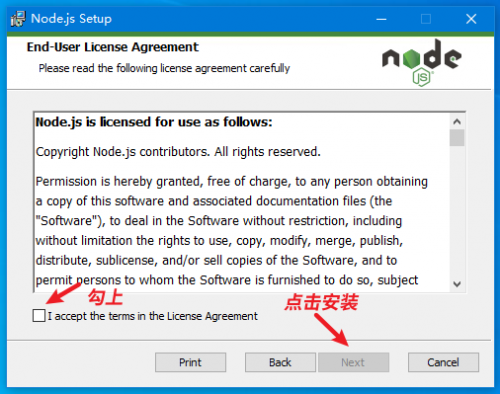 Node.js Setup
End-User License Agreement
Please read the following license agreement carefully
node
JS
Node.js is licensed for use as follows:
Copyright Node.js contributors. All rights reserved.
Permission is hereby granted, free of charge, to any person obtaining
a copy of this software and associated documentation files (the
"Software"), to deal in the Software without restriction, including
without limitation the rights to use, copy, modify, merge, publish,
distribute, sublicense, and/or sell copies of the Software, and to
permit persons to whom the Software is furnished to do so, subject
勾上
点击安装
I accept the terms in the License Agreement
Print
Back
Next
Cancel